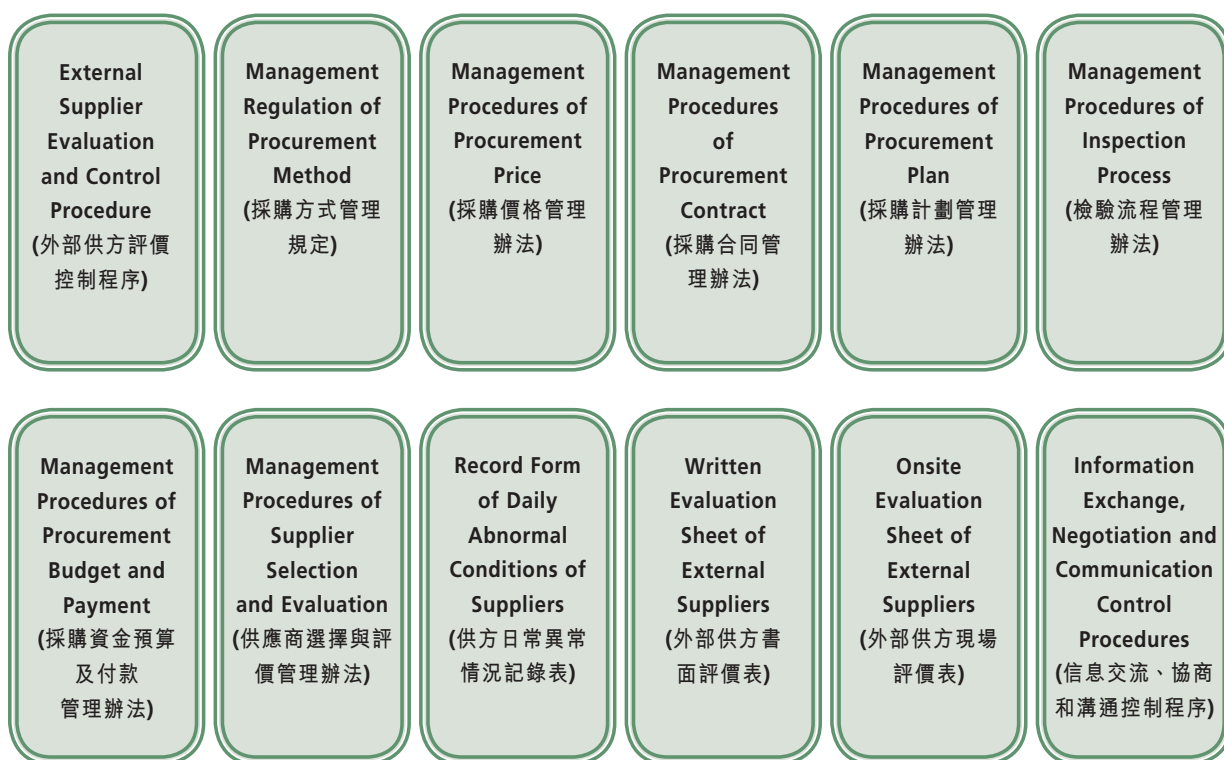 External
Supplier
Evaluation
and Control
Procedure
(外部供方評價
控制程序)
Management
Regulation of
Procurement
Method
(採購方式管理
規定)
Management
Procedures of
Procurement
Price
(採購價格管理
辦法)
Management
Procedures
of
Procurement
Contract
(採購合同管
理辦法)
Management
Procedures of
Procurement
Plan
(採購計劃管理
辦法)
Management
Procedures of
Inspection
Process
(檢驗流程管理
辦法)
Management
Procedures of
Procurement
Budget and
Payment
(採購資金預算
及付款
管理辦法)
Management
Procedures of
Supplier
Selection
and Evaluation
(供應商選擇與評
價管理辦法)
Record Form
of Daily
Abnormal
Conditions of
Suppliers
(供方日常異常
情況記錄表)
Written
Evaluation
Sheet of
External
Suppliers
(外部供方書
面評價表)
Onsite
Evaluation
Sheet of
External
Suppliers
(外部供方現場
評價表)
Information
Exchange,
Negotiation and
Communication
Control
Procedures
(信息交流、協商
和溝通控制程序)